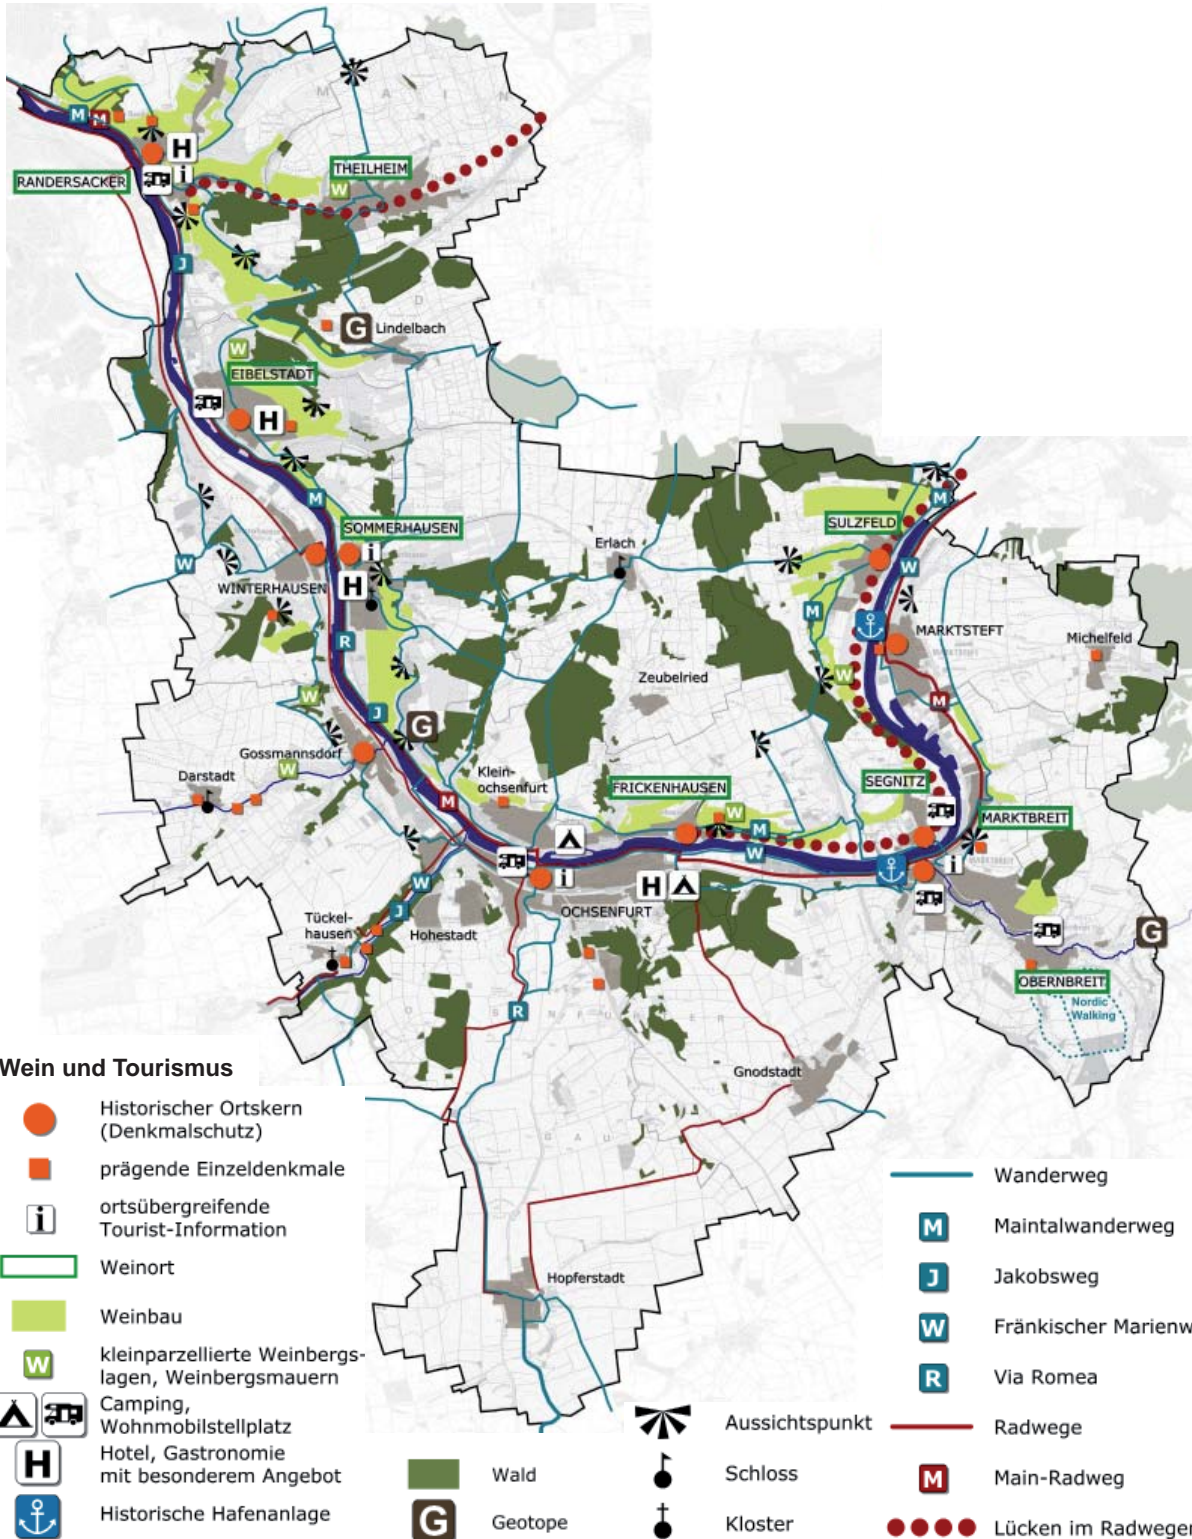 M A I N
M
M
H
i
RANDERSACKER
THEILHEIM
W
J
G
Lindelbach
W
EIBELSTADT
H
M
SOMMERHAUSEN
i
W
WINTERHAUSEN
H
R
Erlach
SULZFELD
M
W
M
MARKTSTEFT
Michelfeld
W
Zeubelried
M
W
J
G
Gossmannsdorf
W
Darstadt
Klein-
ochsenfurt
M
FRICKENHAUSEN
W
M
W
SEGNITZ
MARKTBREIT
i
i
H
OCHSENFURT
W
J
Tückel-
hausen
Hohestadt
G
OBERNBREIT
Nordic
Walking
R
Gnodstadt
Hopferstadt
Wein und Tourismus
Historischer Ortskern
(Denkmalschutz)
prägende Einzeldenkmale
i
ortsübergreifende
Tourist-Information
Weinort
Weinbau
W
kleinparzellierte Weinbergs-
lagen, Weinbergsmauern
Camping,
Wohnmobilstellplatz
H
Hotel, Gastronomie
mit besonderem Angebot
Historische Hafenanlage
Wald
G
Geotope
Aussichtspunkt
Schloss
Kloster
Wanderweg
M
Maintalwanderweg
J
Jakobsweg
W
Fränkischer Marienw
R
Via Romea
Radwege
M
Main-Radweg
Lücken im Radwegen